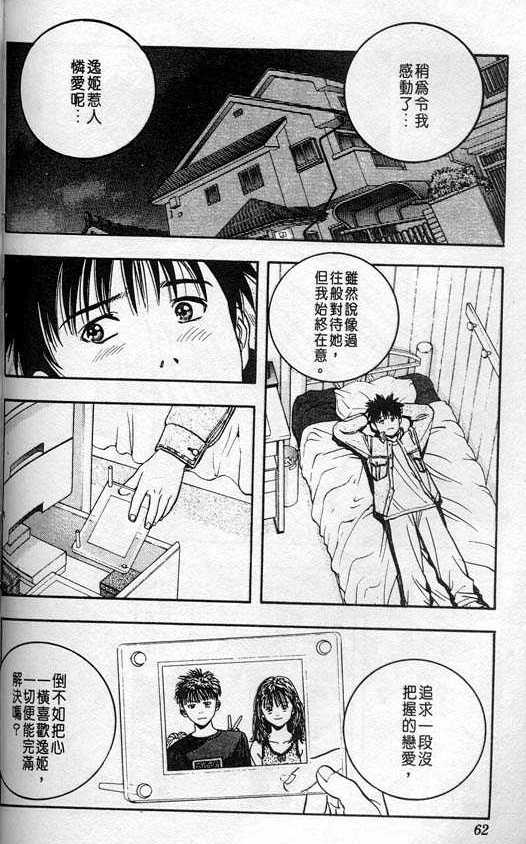 稍為令我
感動了…
逸姬惹人
憐愛呢…
雖然說像過
往般對待她，
但我始終在意。
追求一段沒
把握的戀愛，
倒不如把心
一橫喜歡逸姬，
一切便能完滿
解決嗎？
62